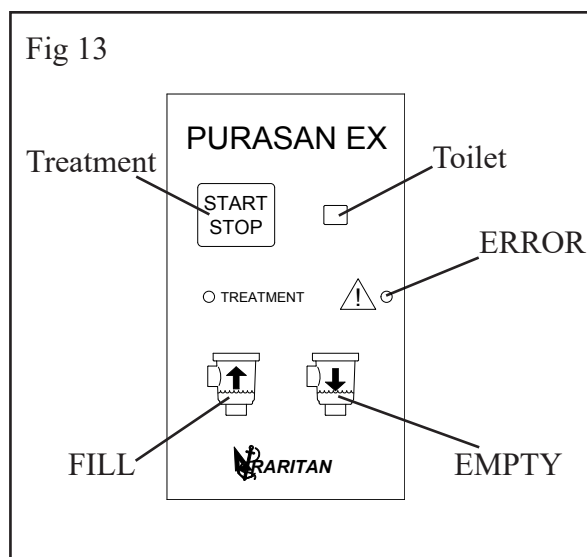 Fig 13
PURASAN EX
Treatment
START
STOP
Toilet
ERROR
TREATMENT
!
FILL
EMPTY
RARITAN